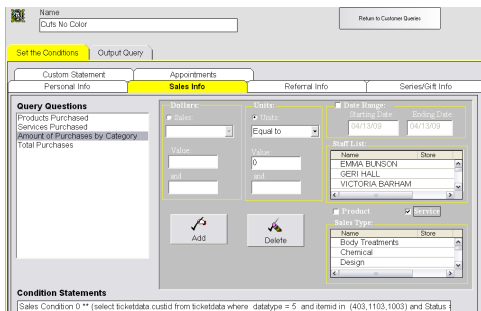 Name
Cuts No Color
Return to Customer Queries
Set the Conditions
Output Query
Custom Statement
Appointments
Personal Info
Sales Info
Referral Info
Series/Gift Info
Query Questions
Products Purchased
Services Purchased
Amount of Purchases by Category
Total Purchases
Dollars:
Sales
Value
and
Units:
Units
Equal to
Value
0
and
Add
Delete
Date Range:
Starting Date
Ending Date
04/13/09
04/13/09
Staff List:
Name
Store
EMMA BUNSON
GERI HALL
VICTORIA BARHAM
Product
Service
Sales Type:
Name
Store
Body Treatments
Chemical
Design
Condition Statements
Sales Condition 0 ** (select ticketdata.custid from ticketdata where datatype = 5 and itemid in (403,1103,1003) and Status =